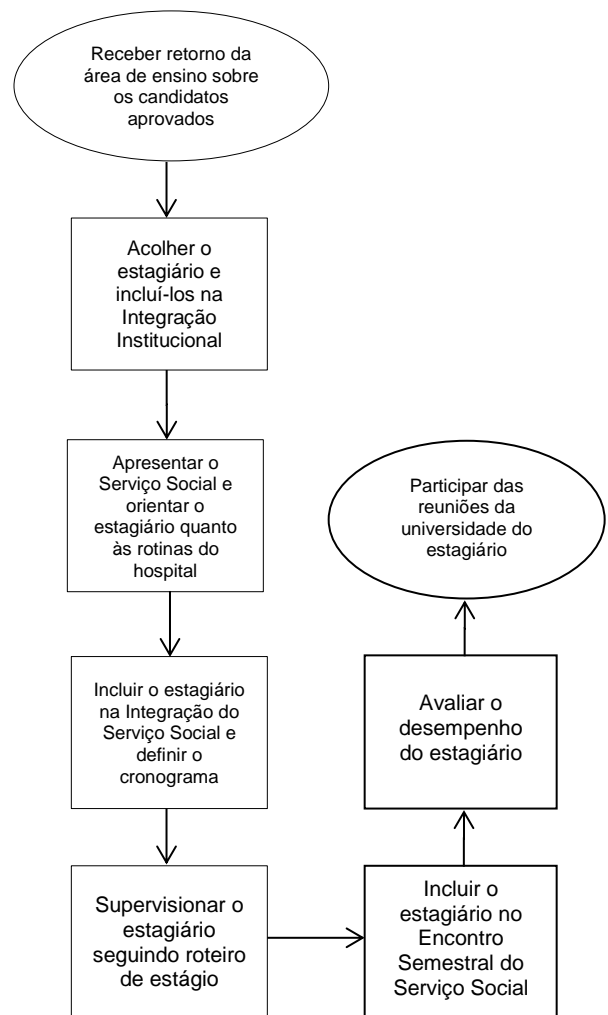 Receber retorno da
área de ensino sobre
os candidatos
aprovados
Acolher o
estagiário e
incluí-los na
Integração
Institucional
Apresentar o
Serviço Social e
orientar o
estagiário quanto
às rotinas do
hospital
Incluir o estagiário
na Integração do
Serviço Social e
definir o
cronograma
Supervisionar o
estagiário
seguindo roteiro
de estágio
Incluir o
estagiário no
Encontro
Semestral do
Serviço Social
Avaliar o
desempenho
do estagiário
Participar das
reuniões da
universidade do
estagiário